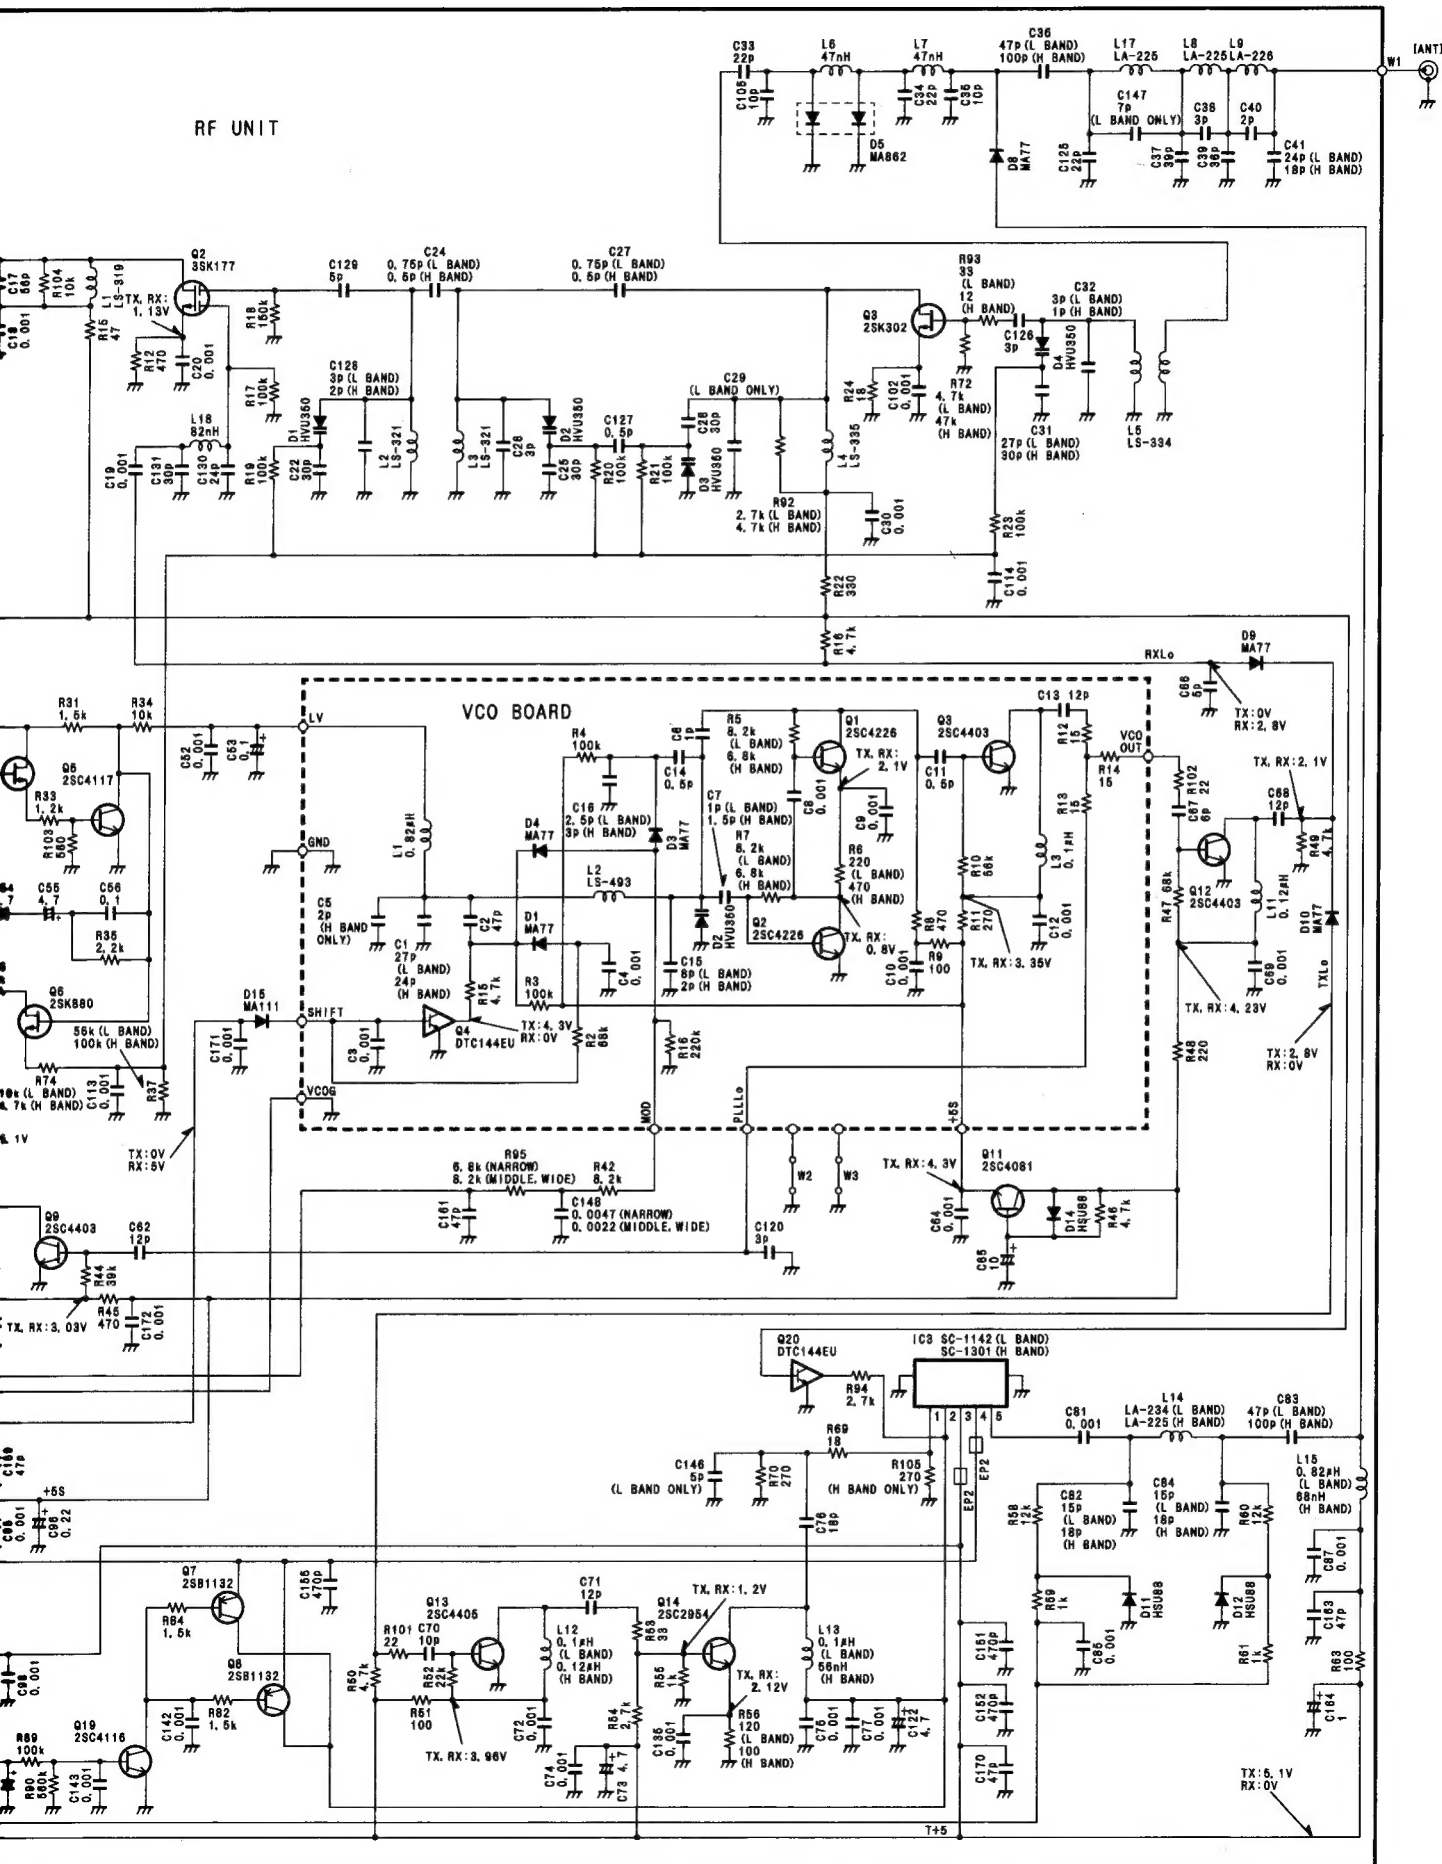 RF UNIT
C33
22p
C105
10p
L6
47nH
L7
47nH
C34
22p
C35
10p
D5
MA862
C36
47p (L BAND)
100p (H BAND)
D8
MA77
L17
LA-225
L8
LA-225
L9
LA-226
C147
7p
(L BAND ONLY)
C38
3p
C40
2p
C125
22p
C37
39p
C39
36p
C41
24p (L BAND)
18p (H BAND)
W1
[ANT]
C17
56p
R104
10k
L1
LS-319
R15
47
Q2
3SK177
TX, RX:
1.13V
R12
470
C20
0.001
R18
150k
R17
100k
C129
5p
C24
0.75p (L BAND)
0.5p (H BAND)
C27
0.75p (L BAND)
0.5p (H BAND)
C128
3p (L BAND)
2p (H BAND)
L18
82nH
C19
0.001
C131
30p
C130
24p
R19
100k
D1
HVU350
C22
30p
L2
LS-321
L3
LS-321
C26
3p
D2
HVU350
C25
30p
C127
0.5p
R20
100k
R21
100k
C29
(L BAND ONLY)
C28
30p
D3
HVU350
R92
2.7k (L BAND)
4.7k (H BAND)
L4
LS-335
C30
0.001
R22
330
R16
4.7k
Q3
2SK302
R24
18
C102
0.001
R93
33
(L BAND)
12
(H BAND)
R72
4.7k
(L BAND)
47k
(H BAND)
C126
3p
C32
3p (L BAND)
1p (H BAND)
D4
HVU350
C31
27p (L BAND)
30p (H BAND)
L5
LS-334
R23
100k
C114
0.001
RXLo
D9
MA77
C66
5p
TX:0V
RX:2.8V
R31
1.5k
R34
10k
Q5
2SC4117
R33
1.2k
R103
560
C52
0.001
C53
0.1
C55
4.7
C56
0.1
R35
2.2k
Q6
2SK880
56k (L BAND)
100k (H BAND)
R74
C113
0.001
R37
D15
MA111
C171
0.001
TX:0V
RX:5V
VCO BOARD
LV
GND
SHIFT
VCOG
L1
0.82μH
C5
2p
(H BAND
ONLY)
C1
27p
(L BAND)
24p
(H BAND)
C2
47p
R15
4.7k
C3
0.001
Q4
DTC144EU
TX:4.3V
RX:0V
R4
100k
C16
2.5p (L BAND)
3p (H BAND)
D4
MA77
D3
MA77
L2
LS-493
D1
MA77
C4
0.001
R3
100k
R2
68k
R16
220k
C14
0.5p
C6
1p
C7
1p (L BAND)
1.5p (H BAND)
R5
8.2k
(L BAND)
6.8k
(H BAND)
R7
8.2k
(L BAND)
6.8k
(H BAND)
D2
HVU350
C15
8p (L BAND)
2p (H BAND)
Q1
2SC4226
TX, RX:
2.1V
C8
0.001
C9
0.001
R6
220
(L BAND)
470
(H BAND)
Q2
2SC4226
TX, RX:
0.8V
Q3
2SC4403
C11
0.5p
R10
56k
R8
470
R9
100
R11
270
C10
0.001
TX, RX:3.35V
C13 12p
L3
0.1μH
C12
0.001
R12
15
R13
15
R14
15
VCO
OUT
MOD
PLLLo
+5S
W2
W3
R102
22
C67
6p
Q12
2SC4403
R47
68k
L11
0.12μH
C68
12p
TX, RX:2.1V
R49
4.7k
D10
MA77
TXLo
C69
0.001
TX, RX:4.23V
R48
220
TX:2.8V
RX:0V
R95
6.8k (NARROW)
8.2k (MIDDLE, WIDE)
R42
8.2k
C161
47p
C148
0.0047 (NARROW)
0.0022 (MIDDLE, WIDE)
TX, RX:4.3V
Q11
2SC4081
C64
0.001
C65
10
D14
HSU88
R46
4.7k
C120
3p
Q9
2SC4403
C62
12p
R44
39k
R45
470
C172
0.001
TX, RX:3.03V
Q20
DTC144EU
R94
2.7k
IC3 SC-1142 (L BAND)
SC-1301 (H BAND)
1 2 3 4 5
EP2
EP2
R69
18
R70
270
C146
5p
(L BAND ONLY)
R105
270
(H BAND ONLY)
C76
18p
C81
0.001
L14
LA-234 (L BAND)
LA-225 (H BAND)
C83
47p (L BAND)
100p (H BAND)
L15
0.82μH
(L BAND)
68nH
(H BAND)
R58
12k
C82
15p
(L BAND)
18p
(H BAND)
C84
15p
(L BAND)
18p
(H BAND)
R60
12k
R59
1k
D11
HSU88
D12
HSU88
C85
0.001
R61
1k
C87
0.001
C163
47p
R63
100
C164
1
+5S
C96
0.22
Q7
2SB1132
R84
1.5k
C155
470p
Q8
2SB1132
R82
1.5k
C142
0.001
Q19
2SC4116
R89
100k
R90
560k
C143
0.001
C98
0.001
R101
22
C70
10p
Q13
2SC4405
R50
4.7k
R52
22k
R51
100
TX, RX:3.96V
L12
0.1μH
(L BAND)
0.12μH
(H BAND)
C72
0.001
C71
12p
R53
33
R54
2.7k
C74
0.001
C73 4.7
Q14
2SC2954
TX, RX:1.2V
R55
1k
TX, RX:
2.12V
C135
0.001
R56
120
(L BAND)
100
(H BAND)
L13
0.1μH
(L BAND)
56nH
(H BAND)
C75
0.001
C77
0.001
C122
4.7
C151
470p
C152
470p
C170
47p
T+5
TX:5.1V
RX:0V